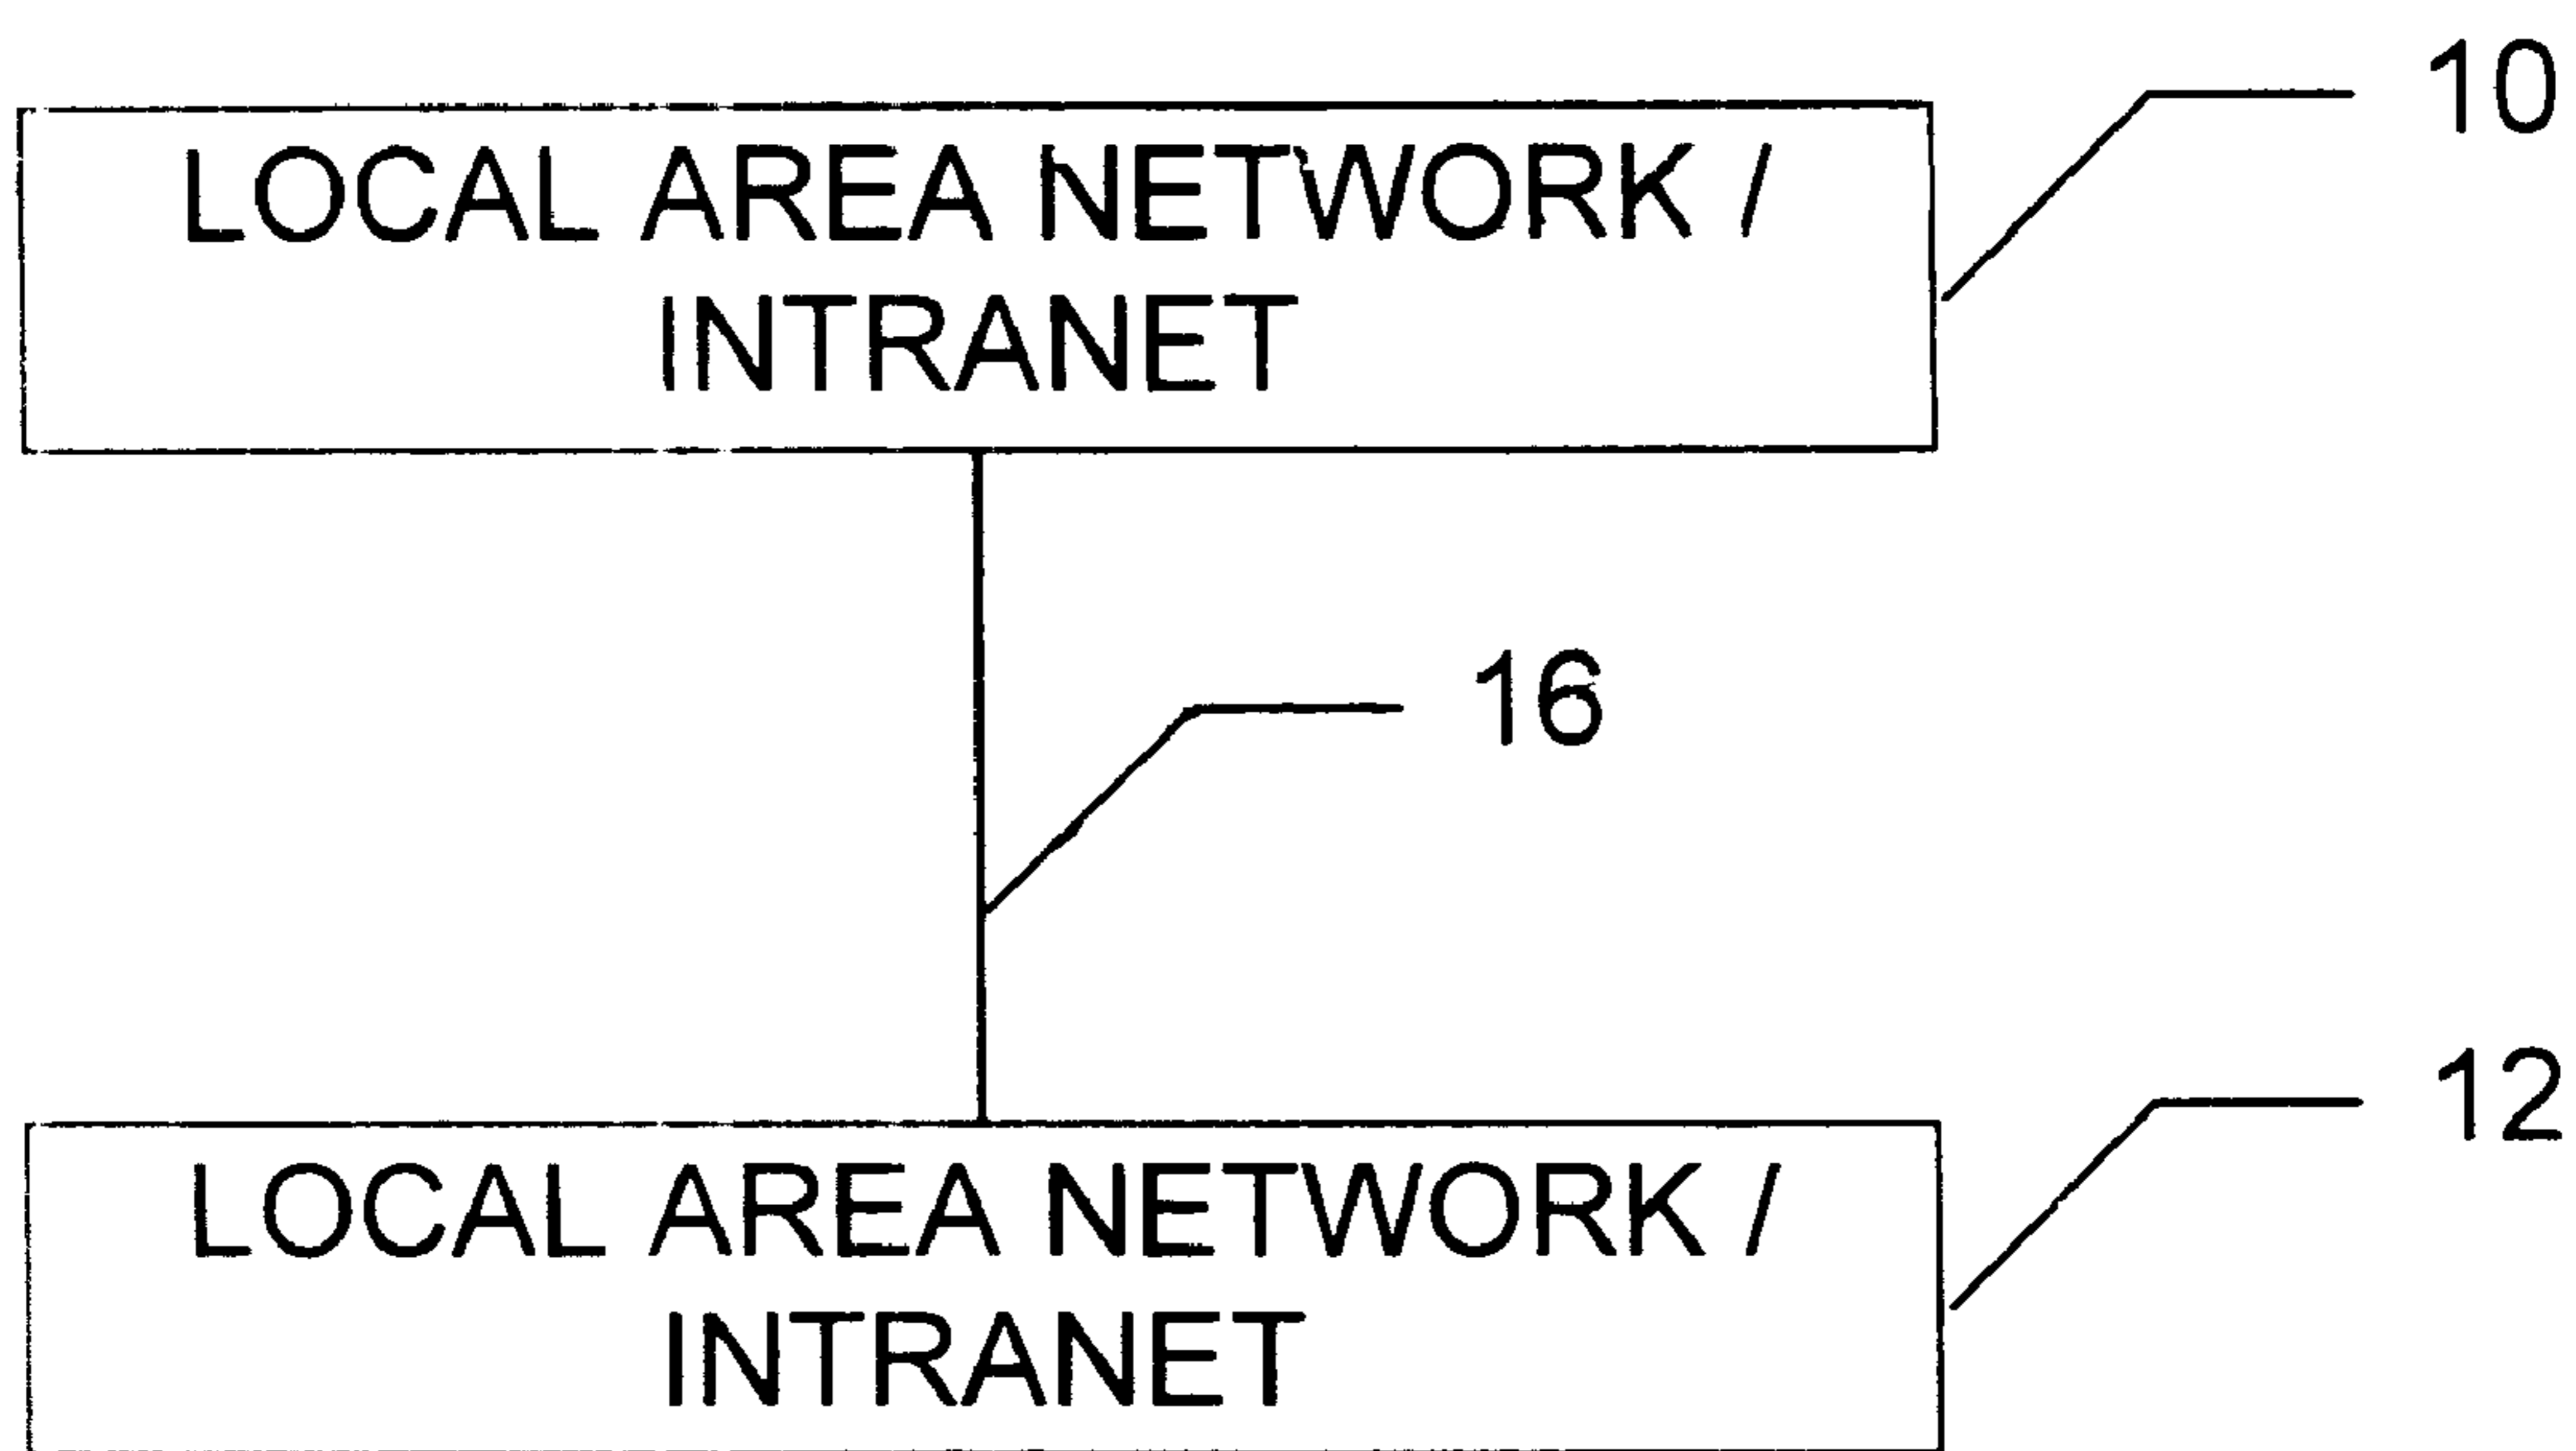 10
LOCAL AREA NETWORK /
INTRANET
16
12
LOCAL AREA NETWORK /
INTRANET